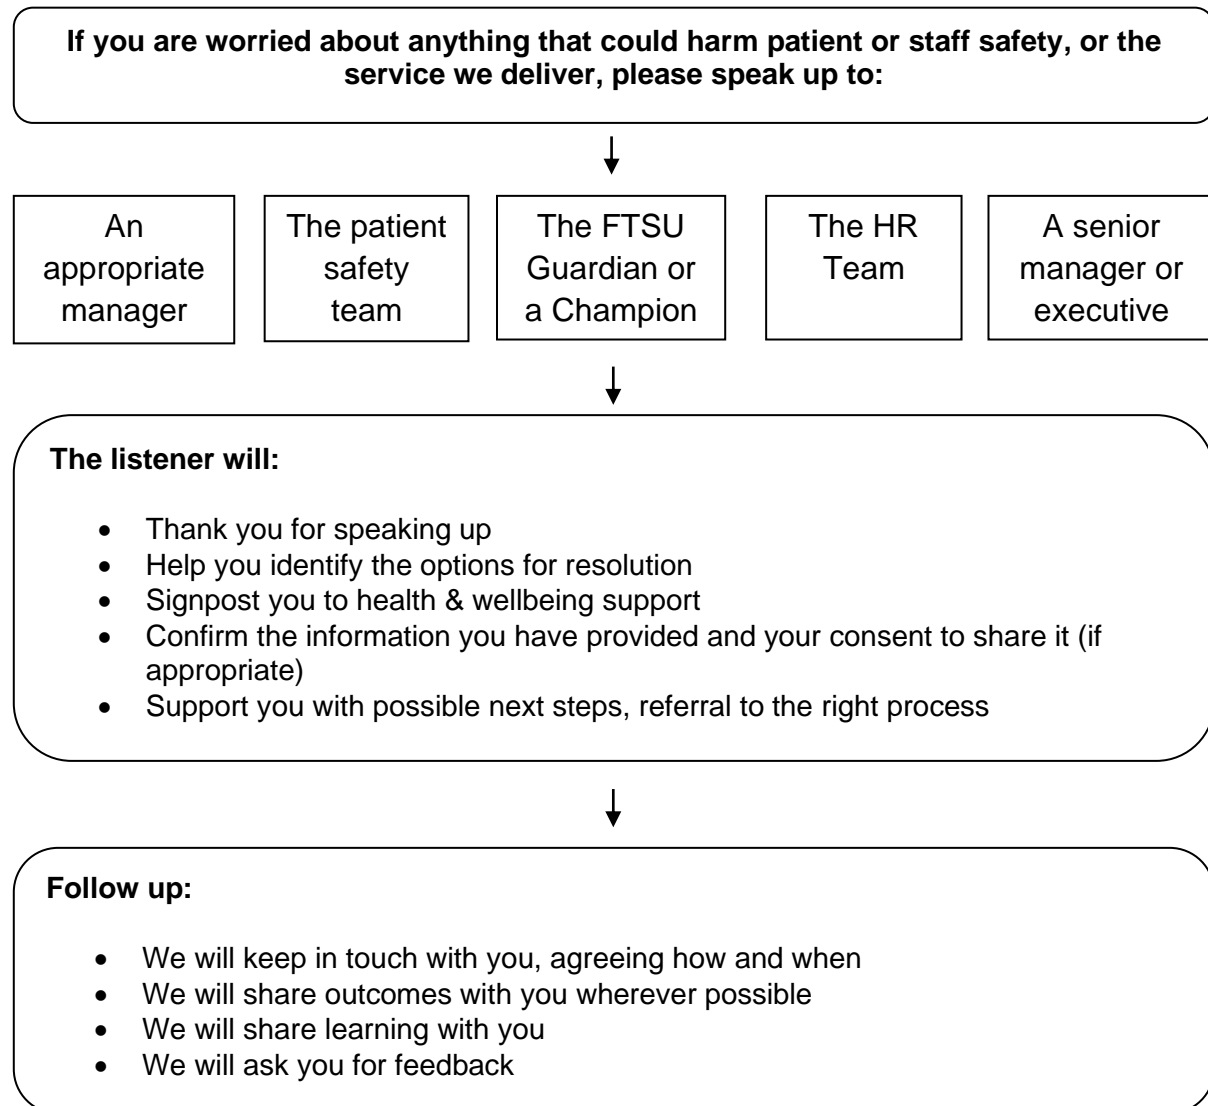 If you are worried about anything that could harm patient or staff safety, or the
service we deliver, please speak up to:
An
appropriate
manager
The patient
safety
team
The FTSU
Guardian or
a Champion
The HR
Team
A senior
manager or
executive
The listener will:
• Thank you for speaking up
• Help you identify the options for resolution
• Signpost you to health & wellbeing support
• Confirm the information you have provided and your consent to share it (if
appropriate)
• Support you with possible next steps, referral to the right process
Follow up:
• We will keep in touch with you, agreeing how and when
• We will share outcomes with you wherever possible
• We will share learning with you
• We will ask you for feedback